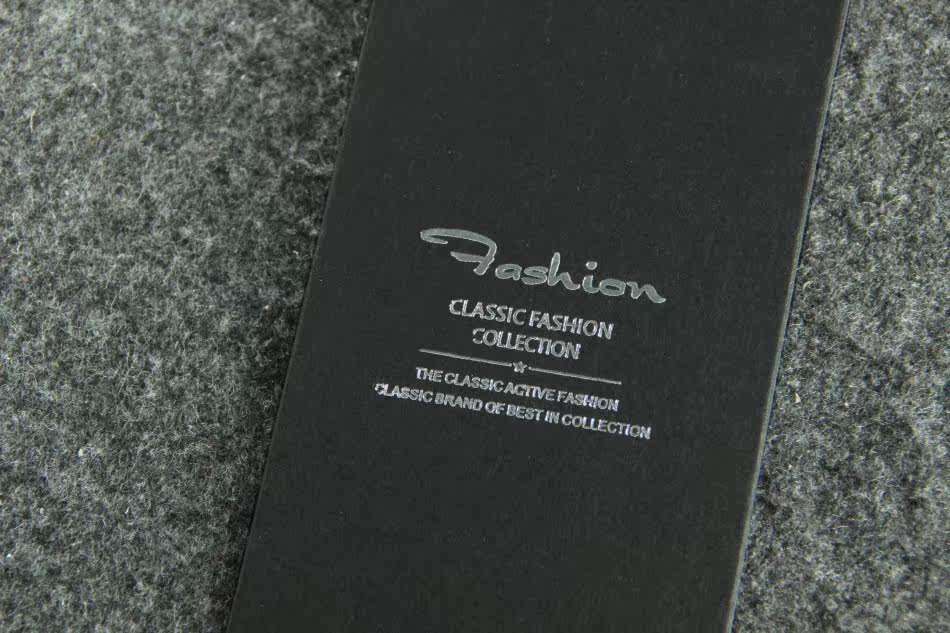 Fashion
CLASSIC FASHION
COLLECTION
THE CLASSIC ACTIVE FASHION
CLASSIC BRAND OF BEST IN COLLECTION